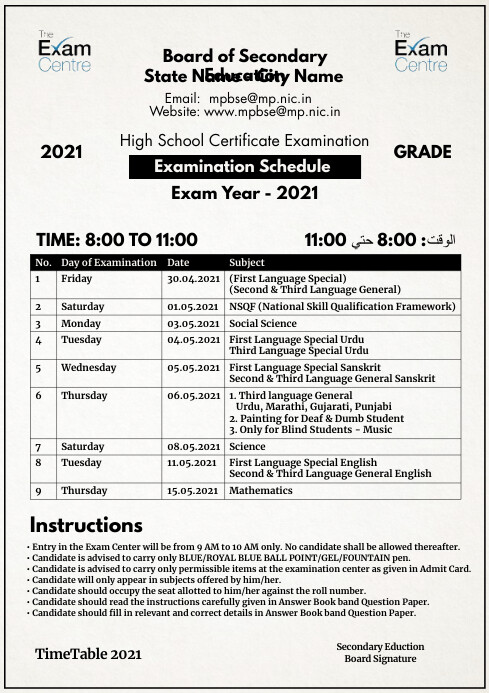 The
Exam
Centre
The
Exam
Centre
Board of Secondary
Education
State Name City Name
Email: mpbse@mp.nic.in
Website: www.mpbse@mp.nic.in
High School Certificate Examination
2021
GRADE
Examination Schedule
Exam Year - 2021
TIME: 8:00 TO 11:00
الوقت: 8:00 حتي 11:00
No. Day of Examination Date Subject
1 Friday 30.04.2021 (First Language Special)
(Second & Third Language General)
2 Saturday 01.05.2021 NSQF (National Skill Qualification Framework)
3 Monday 03.05.2021 Social Science
4 Tuesday 04.05.2021 First Language Special Urdu
Third Language Special Urdu
5 Wednesday 05.05.2021 First Language Special Sanskrit
Second & Third Language General Sanskrit
6 Thursday 06.05.2021 1. Third language General
Urdu, Marathi, Gujarati, Punjabi
2. Painting for Deaf & Dumb Student
3. Only for Blind Students - Music
7 Saturday 08.05.2021 Science
8 Tuesday 11.05.2021 First Language Special English
Second & Third Language General English
9 Thursday 15.05.2021 Mathematics
Instructions
• Entry in the Exam Center will be from 9 AM to 10 AM only. No candidate shall be allowed thereafter.
• Candidate is advised to carry only BLUE/ROYAL BLUE BALL POINT/GEL/FOUNTAIN pen.
• Candidate is advised to carry only permissible items at the examination center as given in Admit Card.
• Candidate will only appear in subjects offered by him/her.
• Candidate should occupy the seat allotted to him/her against the roll number.
• Candidate should read the instructions carefully given in Answer Book band Question Paper.
• Candidate should fill in relevant and correct details in Answer Book band Question Paper.
TimeTable 2021
Secondary Eduction
Board Signature